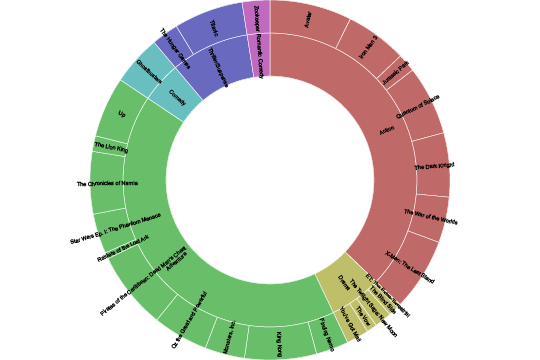 Avatar
Iron Man 3
Jurassic Park
Quantum of Solace
The Dark Knight
The War of the Worlds
X-Men: The Last Stand
Action
E.T. the Extra-Terrestrial
The Blind Side
The Twilight Saga: New Moon
The Vow
You've Got Mail
Drama
Finding Nemo
King Kong
Monsters, Inc.
Oz the Great and Powerful
Pirates of the Caribbean: Dead Man's Chest
Raiders of the Lost Ark
Star Wars Ep. I: The Phantom Menace
The Chronicles of Narnia
The Lion King
Up
Adventure
Ghostbusters
Comedy
The Hunger Games
Titanic
Thriller/Suspense
Zookeeper
Romantic Comedy